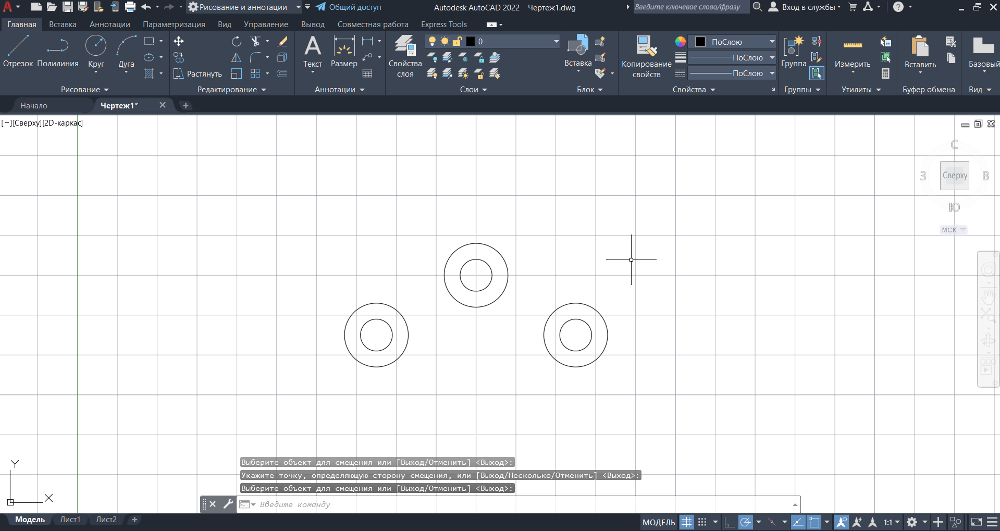 Рисование и аннотации
Общий доступ
Autodesk AutoCAD 2022 Чертеж1.dwg
Введите ключевое слово/фразу
Вход в службы
Главная Вставка Аннотации Параметризация Вид Управление Вывод Совместная работа Express Tools
Отрезок Полилиния Круг Дуга
Растянуть
Текст Размер
Свойства слоя
0
Вставка
Копирование свойств
ПоСлою
ПоСлою
ПоСлою
Группа
Измерить
Вставить
Базовый
Рисование Редактирование Аннотации Слои Блок Свойства Группы Утилиты Буфер обмена Вид
Начало Чертеж1*
[−][Сверху][2D-каркас]
С
З Сверху В
Ю
МСК
Выберите объект для смещения или [Выход/Отменить] <Выход>:
Укажите точку, определяющую сторону смещения, или [Выход/Несколько/Отменить] <Выход>:
Выберите объект для смещения или [Выход/Отменить] <Выход>:
Y
X
Введите команду
Модель Лист1 Лист2
МОДЕЛЬ 1:1